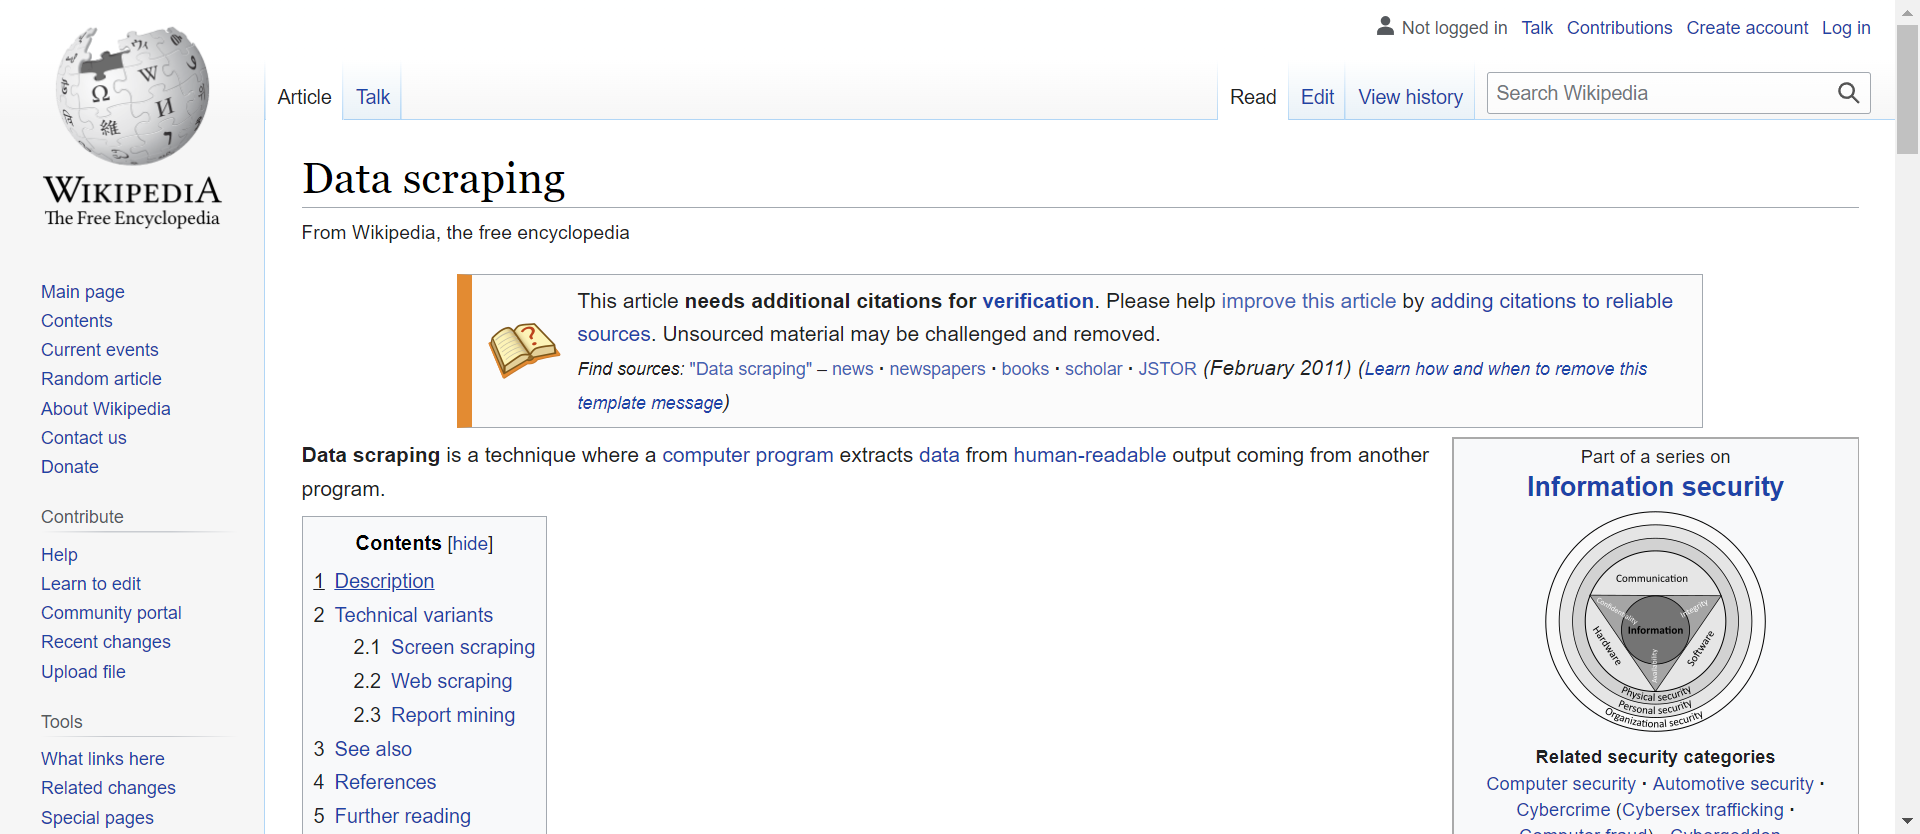 Not logged in Talk Contributions Create account Log in
Article Talk Read Edit View history Search Wikipedia
WIKIPEDIA
The Free Encyclopedia
Main page
Contents
Current events
Random article
About Wikipedia
Contact us
Donate
Contribute
Help
Learn to edit
Community portal
Recent changes
Upload file
Tools
What links here
Related changes
Special pages
Data scraping
From Wikipedia, the free encyclopedia
This article needs additional citations for verification. Please help improve this article by adding citations to reliable
sources. Unsourced material may be challenged and removed.
Find sources: "Data scraping" – news · newspapers · books · scholar · JSTOR (February 2011) (Learn how and when to remove this
template message)
Data scraping is a technique where a computer program extracts data from human-readable output coming from another
program.
Contents [hide]
1 Description
2 Technical variants
2.1 Screen scraping
2.2 Web scraping
2.3 Report mining
3 See also
4 References
5 Further reading
Part of a series on
Information security
Communication
Confidentiality
Integrity
Information
Hardware
Software
Availability
Physical security
Personal security
Organizational security
Related security categories
Computer security · Automotive security ·
Cybercrime (Cybersex trafficking ·
Computer fraud) · Cybergeddon